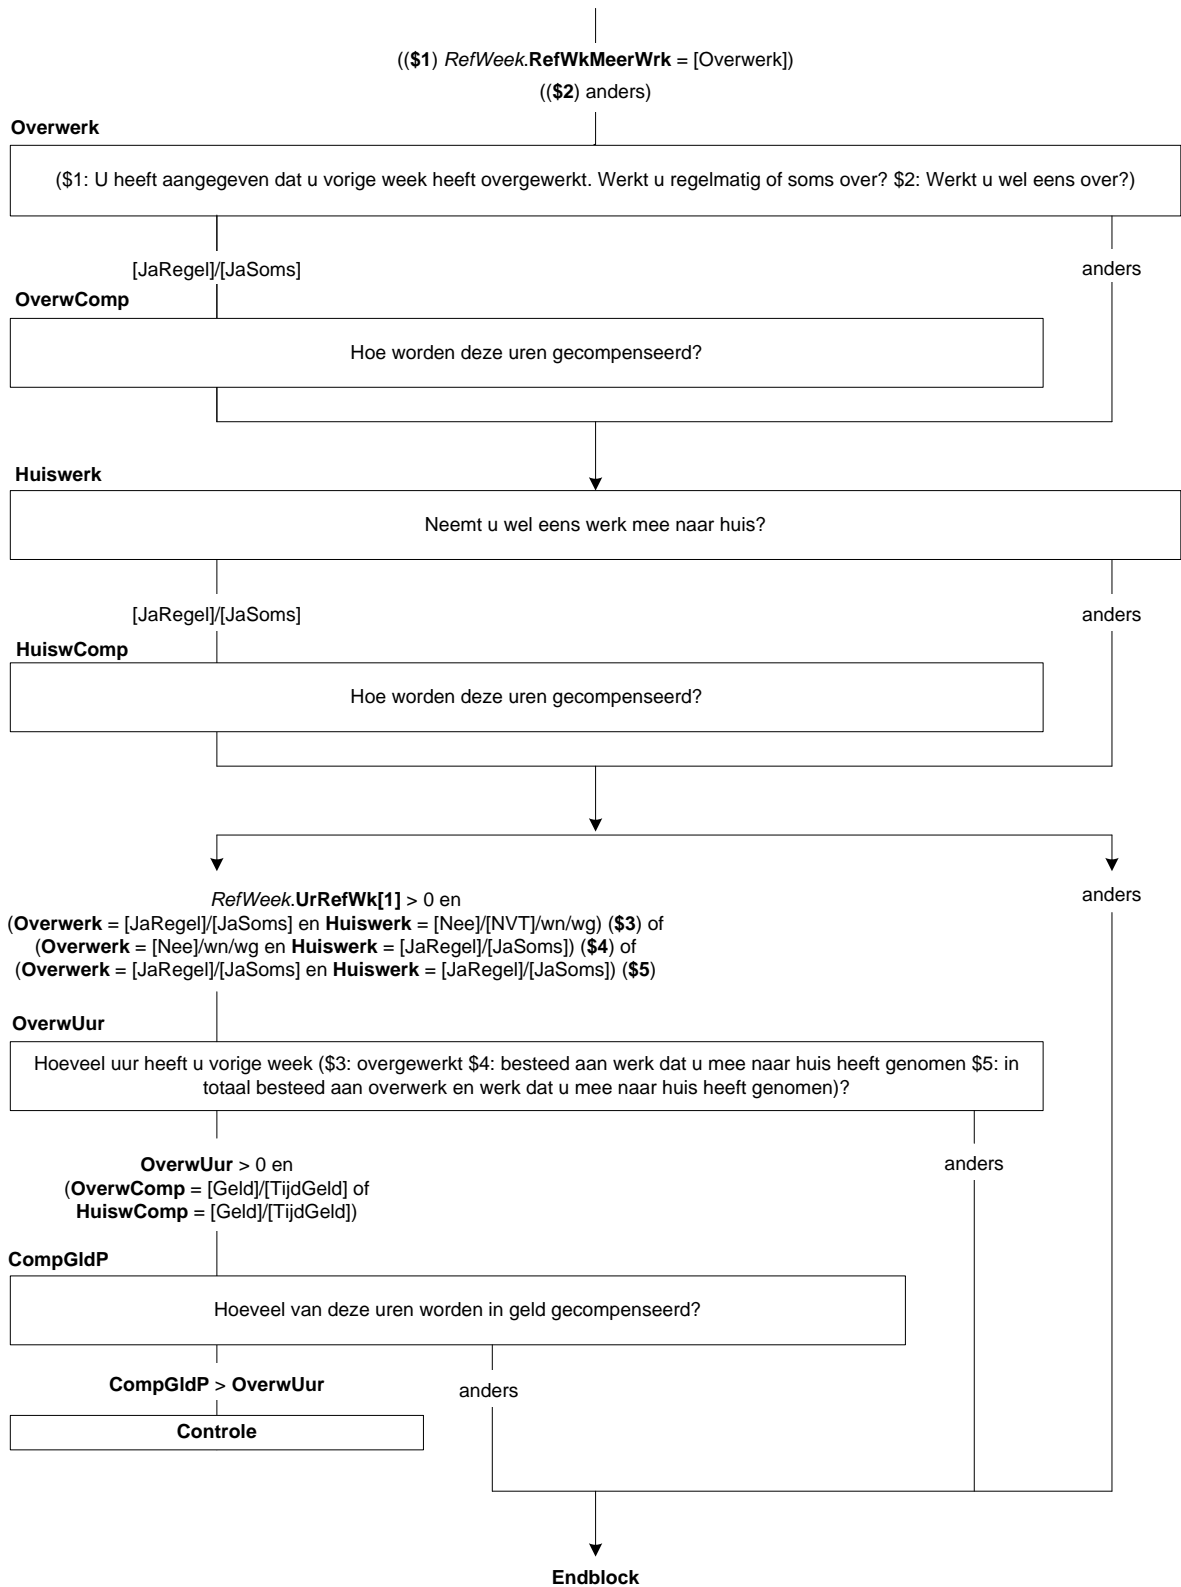 (($1) RefWeek.RefWkMeerWrk = [Overwerk])
(($2) anders)
Overwerk
($1: U heeft aangegeven dat u vorige week heeft overgewerkt. Werkt u regelmatig of soms over? $2: Werkt u wel eens over?)
[JaRegel]/[JaSoms]
anders
OverwComp
Hoe worden deze uren gecompenseerd?
Huiswerk
Neemt u wel eens werk mee naar huis?
[JaRegel]/[JaSoms]
anders
HuiswComp
Hoe worden deze uren gecompenseerd?
RefWeek.UrRefWk[1] > 0 en
anders
(Overwerk = [JaRegel]/[JaSoms] en Huiswerk = [Nee]/[NVT]/wn/wg) ($3) of
(Overwerk = [Nee]/wn/wg en Huiswerk = [JaRegel]/[JaSoms]) ($4) of
(Overwerk = [JaRegel]/[JaSoms] en Huiswerk = [JaRegel]/[JaSoms]) ($5)
OverwUur
Hoeveel uur heeft u vorige week ($3: overgewerkt $4: besteed aan werk dat u mee naar huis heeft genomen $5: in
totaal besteed aan overwerk en werk dat u mee naar huis heeft genomen)?
OverwUur > 0 en
anders
(OverwComp = [Geld]/[TijdGeld] of
HuiswComp = [Geld]/[TijdGeld])
CompGldP
Hoeveel van deze uren worden in geld gecompenseerd?
CompGldP > OverwUur
anders
Controle
Endblock